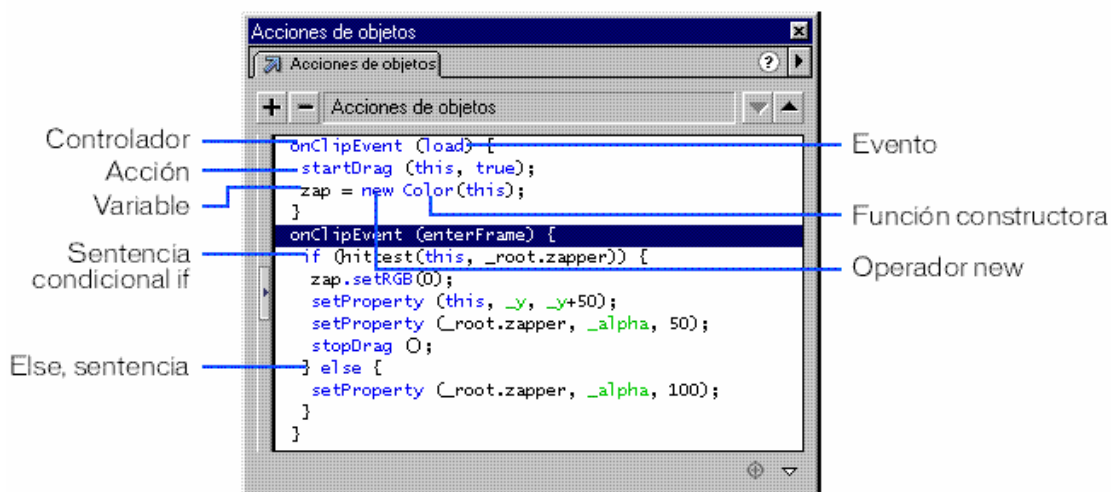 Acciones de objetos
Acciones de objetos
Acciones de objetos
Controlador
Acción
Variable
Sentencia
condicional if
Else, sentencia
onClipEvent (load) {
startDrag (this, true);
zap = new Color(this);
}
onClipEvent (enterFrame) {
if (hittest(this, _root.zapper)) {
zap.setRGB(0);
setProperty (this, _y, _y+50);
setProperty (_root.zapper, _alpha, 50);
stopDrag ();
} else {
setProperty (_root.zapper, _alpha, 100);
}
}
Evento
Función constructora
Operador new